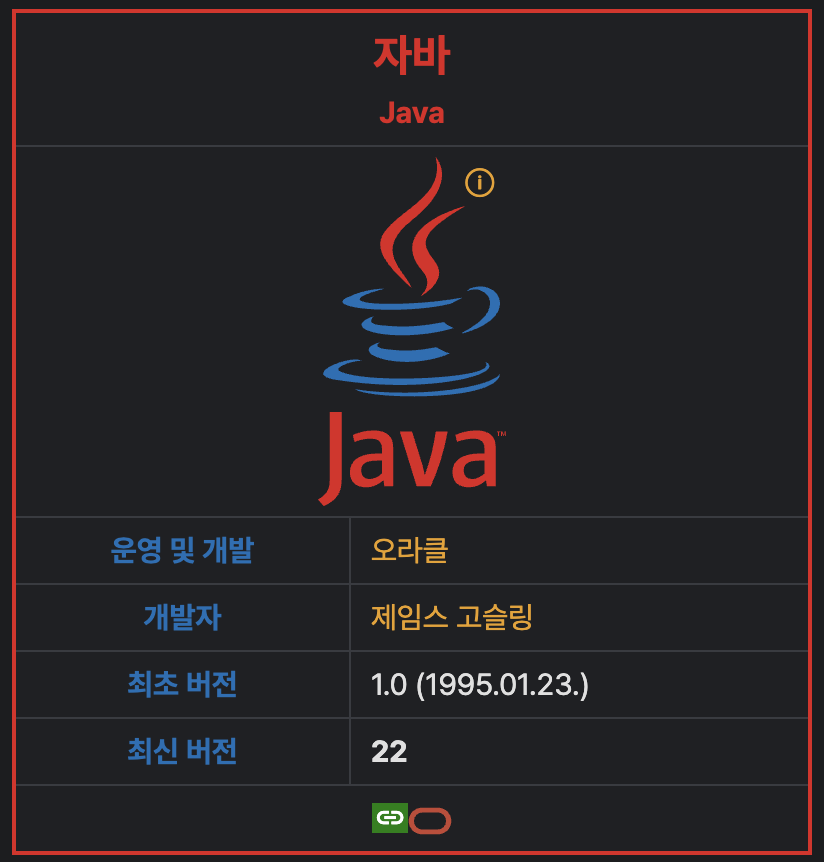 자바
Java
i
Java™
운영 및 개발 오라클
개발자 제임스 고슬링
최초 버전 1.0 (1995.01.23.)
최신 버전 22